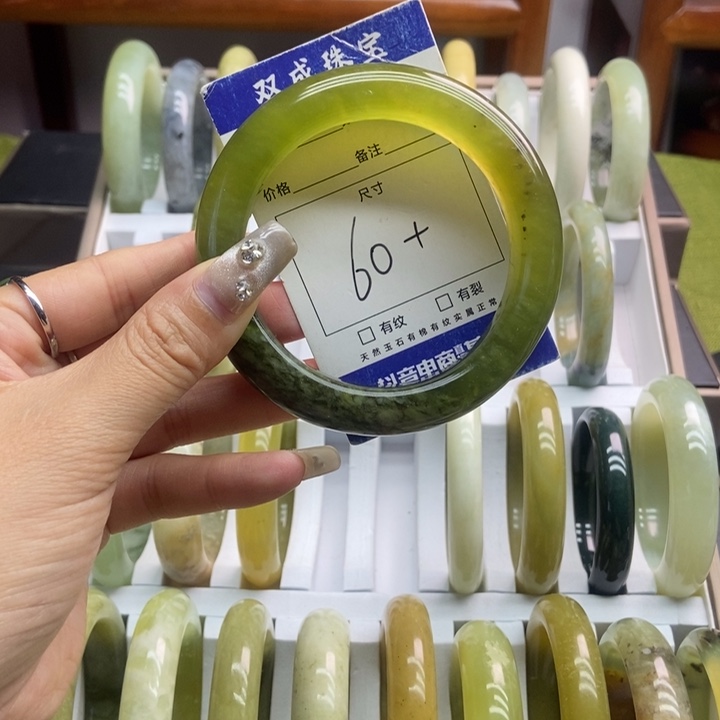 双成珠宝
备注
价格
尺寸
60+
□有纹 □有裂
天然玉石有棉有纹实属正常
抖音电商